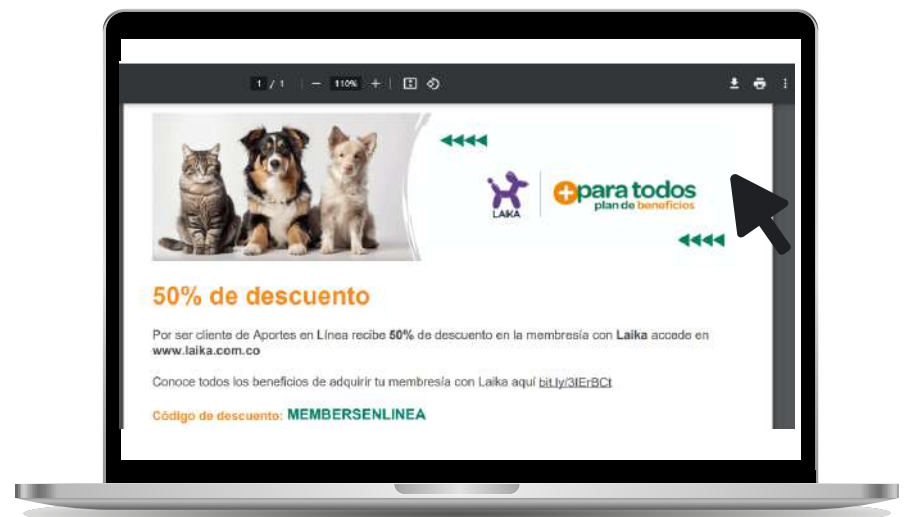 1 / 1 | − 110% + |
LAIKA
+para todos
plan de beneficios
50% de descuento
Por ser cliente de Aportes en Línea recibe 50% de descuento en la membresía con Laika accede en
www.laika.com.co
Conoce todos los beneficios de adquirir tu membresía con Laika aquí bit.ly/3IErBCt
Código de descuento: MEMBERSENLINEA